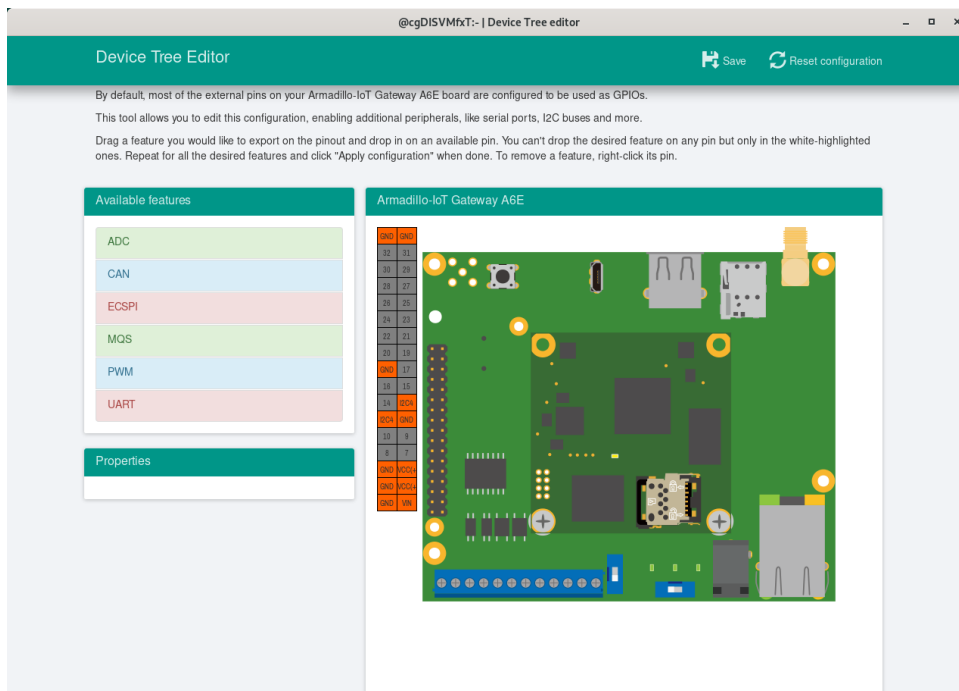 @cgDISVMfxT:~ | Device Tree editor
Device Tree Editor
Save
Reset configuration
By default, most of the external pins on your Armadillo-IoT Gateway A6E board are configured to be used as GPIOs.
This tool allows you to edit this configuration, enabling additional peripherals, like serial ports, I2C buses and more.
Drag a feature you would like to export on the pinout and drop in on an available pin. You can't drop the desired feature on any pin but only in the white-highlighted
ones. Repeat for all the desired features and click "Apply configuration" when done. To remove a feature, right-click its pin.
Available features
ADC
CAN
ECSPI
MQS
PWM
UART
Properties
Armadillo-IoT Gateway A6E
GND GND
32 31
30 29
28 27
26 25
24 23
22 21
20 19
GND 17
16 15
14 I2C4
I2C4 GND
10 9
8 7
GND VCC(+
GND VCC(+
GND VIN